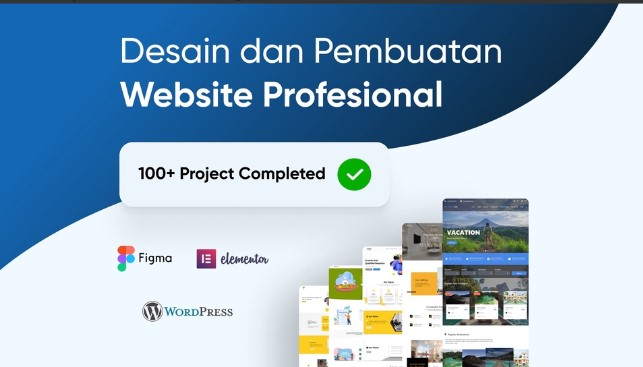 Desain dan Pembuatan
Website Profesional
100+ Project Completed
Figma
elementor
WORDPRESS
VACATION